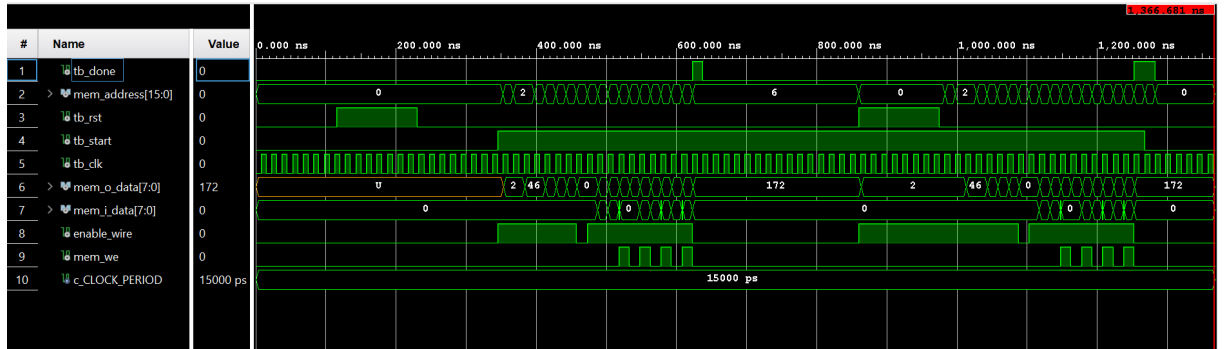 1,366.681 ns
# Name Value 0.000 ns 200.000 ns 400.000 ns 600.000 ns 800.000 ns 1,000.000 ns 1,200.000 ns
1 tb_done 0
2 > mem_address[15:0] 0 0 2 6 0 2 0
3 tb_rst 0
4 tb_start 0
5 tb_clk 0
6 > mem_o_data[7:0] 172 U 2 46 0 172 2 46 0 172
7 > mem_i_data[7:0] 0 0 0 0 0 0
8 enable_wire 0
9 mem_we 0
10 c_CLOCK_PERIOD 15000 ps 15000 ps